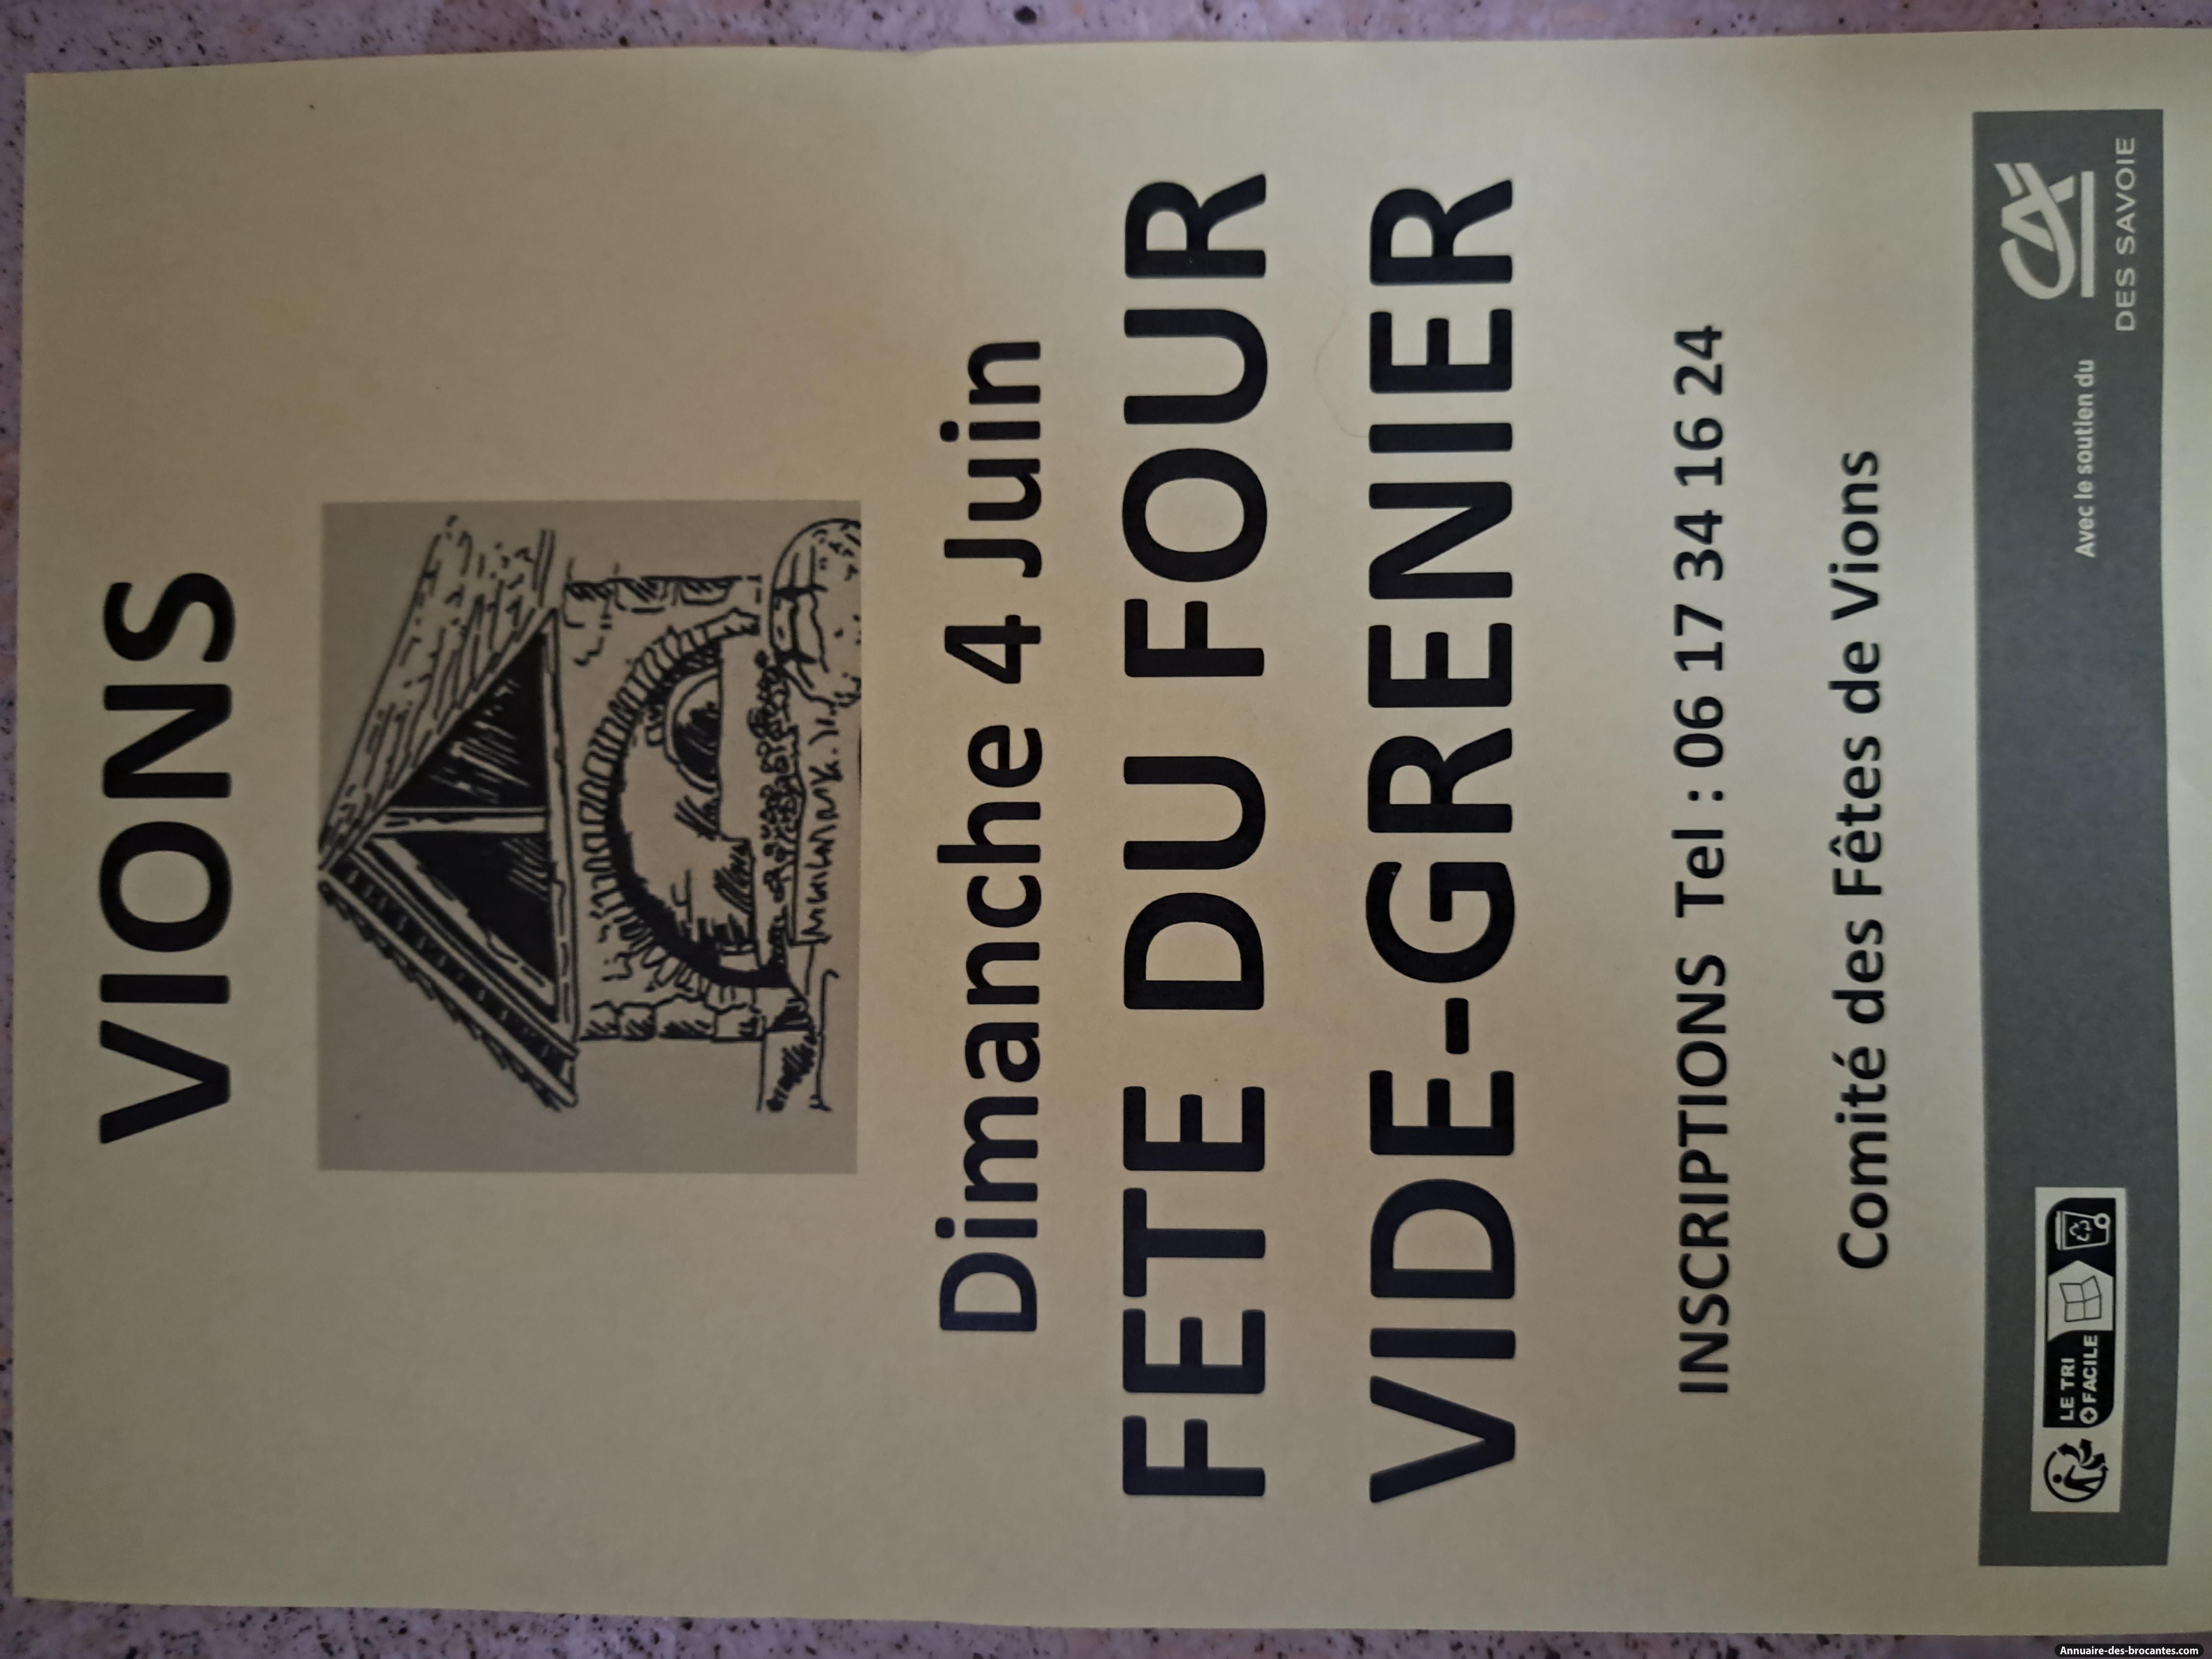 VIONS
Dimanche 4 Juin
FETE DU FOUR
VIDE-GRENIER
INSCRIPTIONS Tel : 06 17 34 16 24
Comité des Fêtes de Vions
LE TRI
+ FACILE
Avec le soutien du
CA
DES SAVOIE
Annuaire-des-brocantes.com